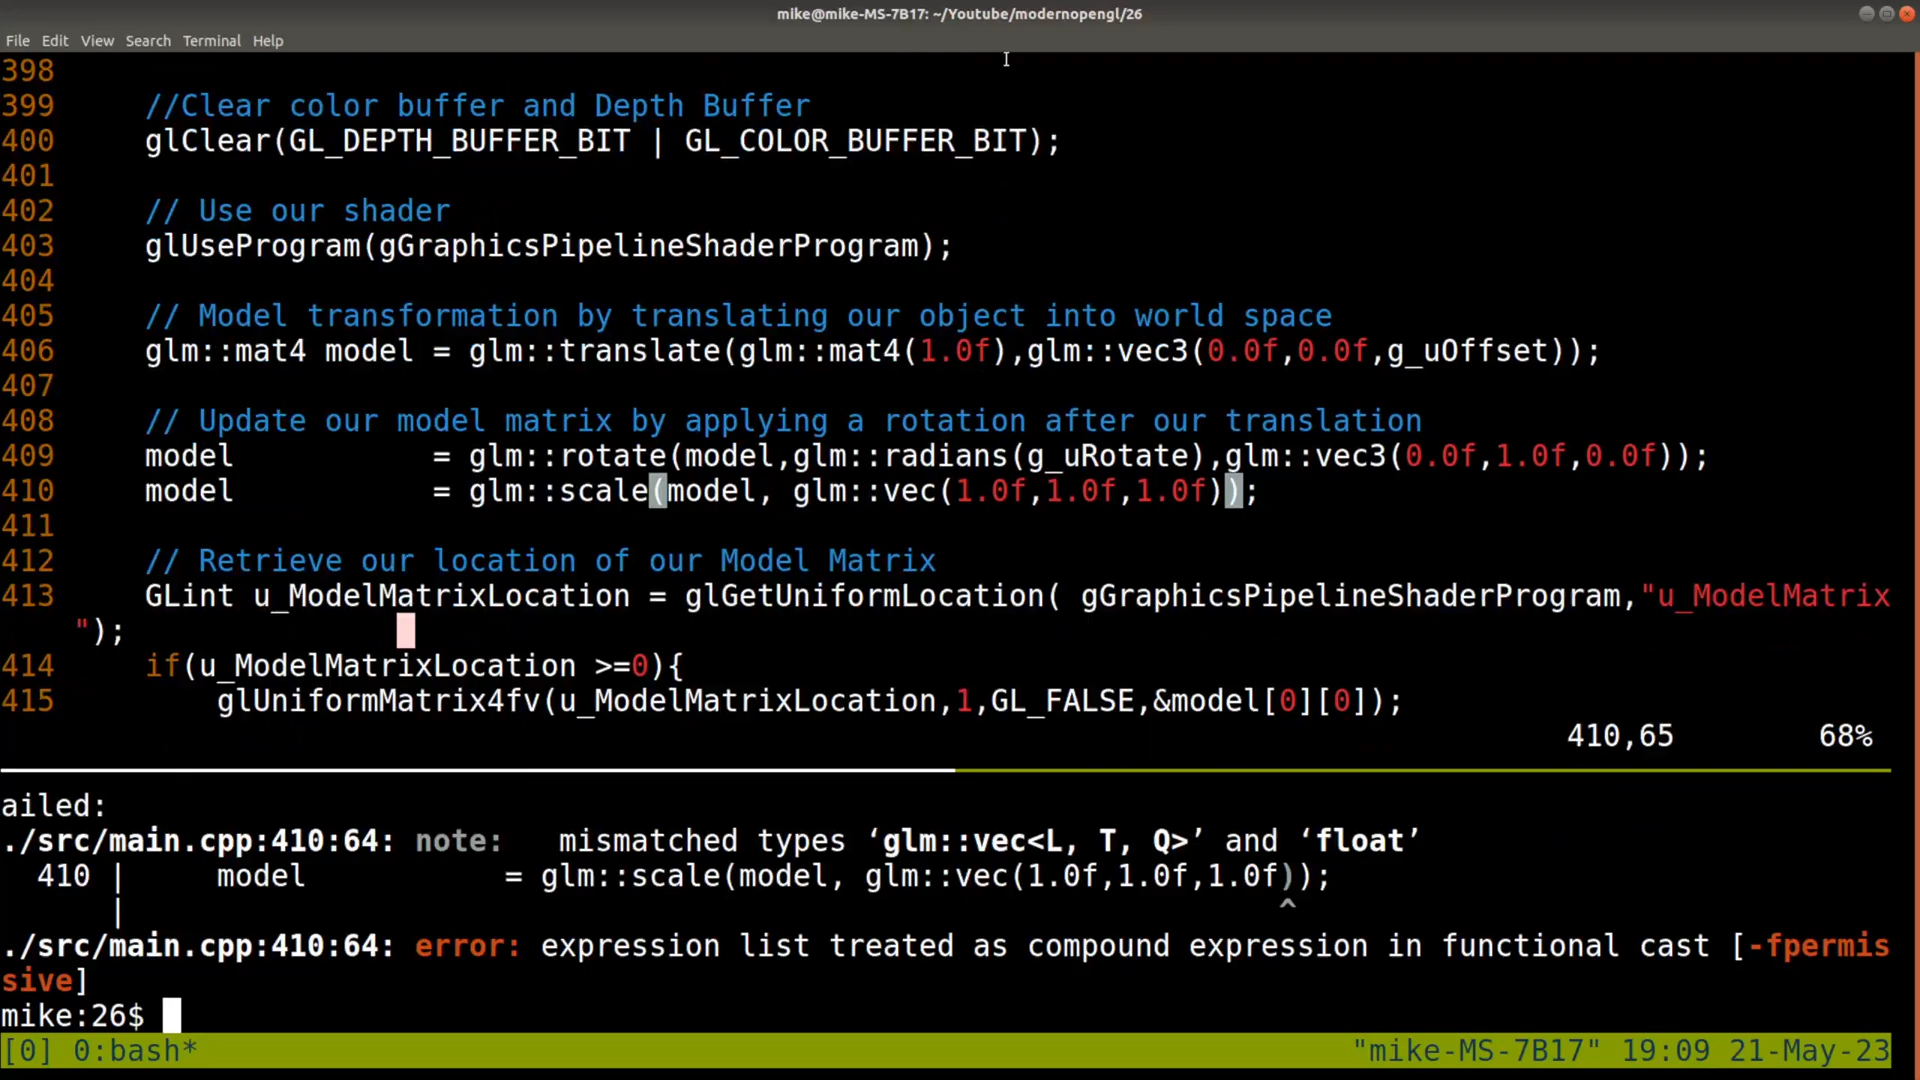 mike@mike-MS-7B17: ~/Youtube/modernopengl/26
File Edit View Search Terminal Help
398
399     //Clear color buffer and Depth Buffer
400     glClear(GL_DEPTH_BUFFER_BIT | GL_COLOR_BUFFER_BIT);
401
402     // Use our shader
403     glUseProgram(gGraphicsPipelineShaderProgram);
404
405     // Model transformation by translating our object into world space
406     glm::mat4 model = glm::translate(glm::mat4(1.0f),glm::vec3(0.0f,0.0f,g_uOffset));
407
408     // Update our model matrix by applying a rotation after our translation
409     model           = glm::rotate(model,glm::radians(g_uRotate),glm::vec3(0.0f,1.0f,0.0f));
410     model           = glm::scale(model, glm::vec(1.0f,1.0f,1.0f));
411
412     // Retrieve our location of our Model Matrix
413     GLint u_ModelMatrixLocation = glGetUniformLocation( gGraphicsPipelineShaderProgram,"u_ModelMatrix
");
414     if(u_ModelMatrixLocation >=0){
415         glUniformMatrix4fv(u_ModelMatrixLocation,1,GL_FALSE,&model[0][0]);
410,65 68%
ailed:
./src/main.cpp:410:64: note:   mismatched types ‘glm::vec<L, T, Q>’ and ‘float’
  410 |     model           = glm::scale(model, glm::vec(1.0f,1.0f,1.0f));
      |                                                                ^
./src/main.cpp:410:64: error: expression list treated as compound expression in functional cast [-fpermis
sive]
mike:26$
[0] 0:bash* "mike-MS-7B17" 19:09 21-May-23